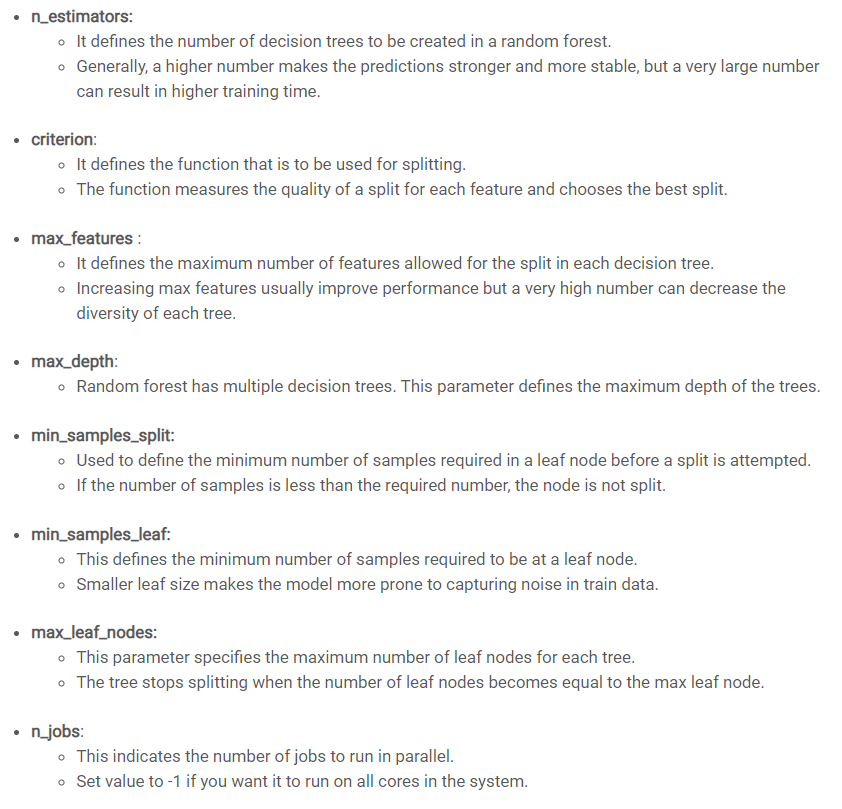 • n_estimators:
◦ It defines the number of decision trees to be created in a random forest.
◦ Generally, a higher number makes the predictions stronger and more stable, but a very large number
can result in higher training time.
• criterion:
◦ It defines the function that is to be used for splitting.
◦ The function measures the quality of a split for each feature and chooses the best split.
• max_features :
◦ It defines the maximum number of features allowed for the split in each decision tree.
◦ Increasing max features usually improve performance but a very high number can decrease the
diversity of each tree.
• max_depth:
◦ Random forest has multiple decision trees. This parameter defines the maximum depth of the trees.
• min_samples_split:
◦ Used to define the minimum number of samples required in a leaf node before a split is attempted.
◦ If the number of samples is less than the required number, the node is not split.
• min_samples_leaf:
◦ This defines the minimum number of samples required to be at a leaf node.
◦ Smaller leaf size makes the model more prone to capturing noise in train data.
• max_leaf_nodes:
◦ This parameter specifies the maximum number of leaf nodes for each tree.
◦ The tree stops splitting when the number of leaf nodes becomes equal to the max leaf node.
• n_jobs:
◦ This indicates the number of jobs to run in parallel.
◦ Set value to -1 if you want it to run on all cores in the system.